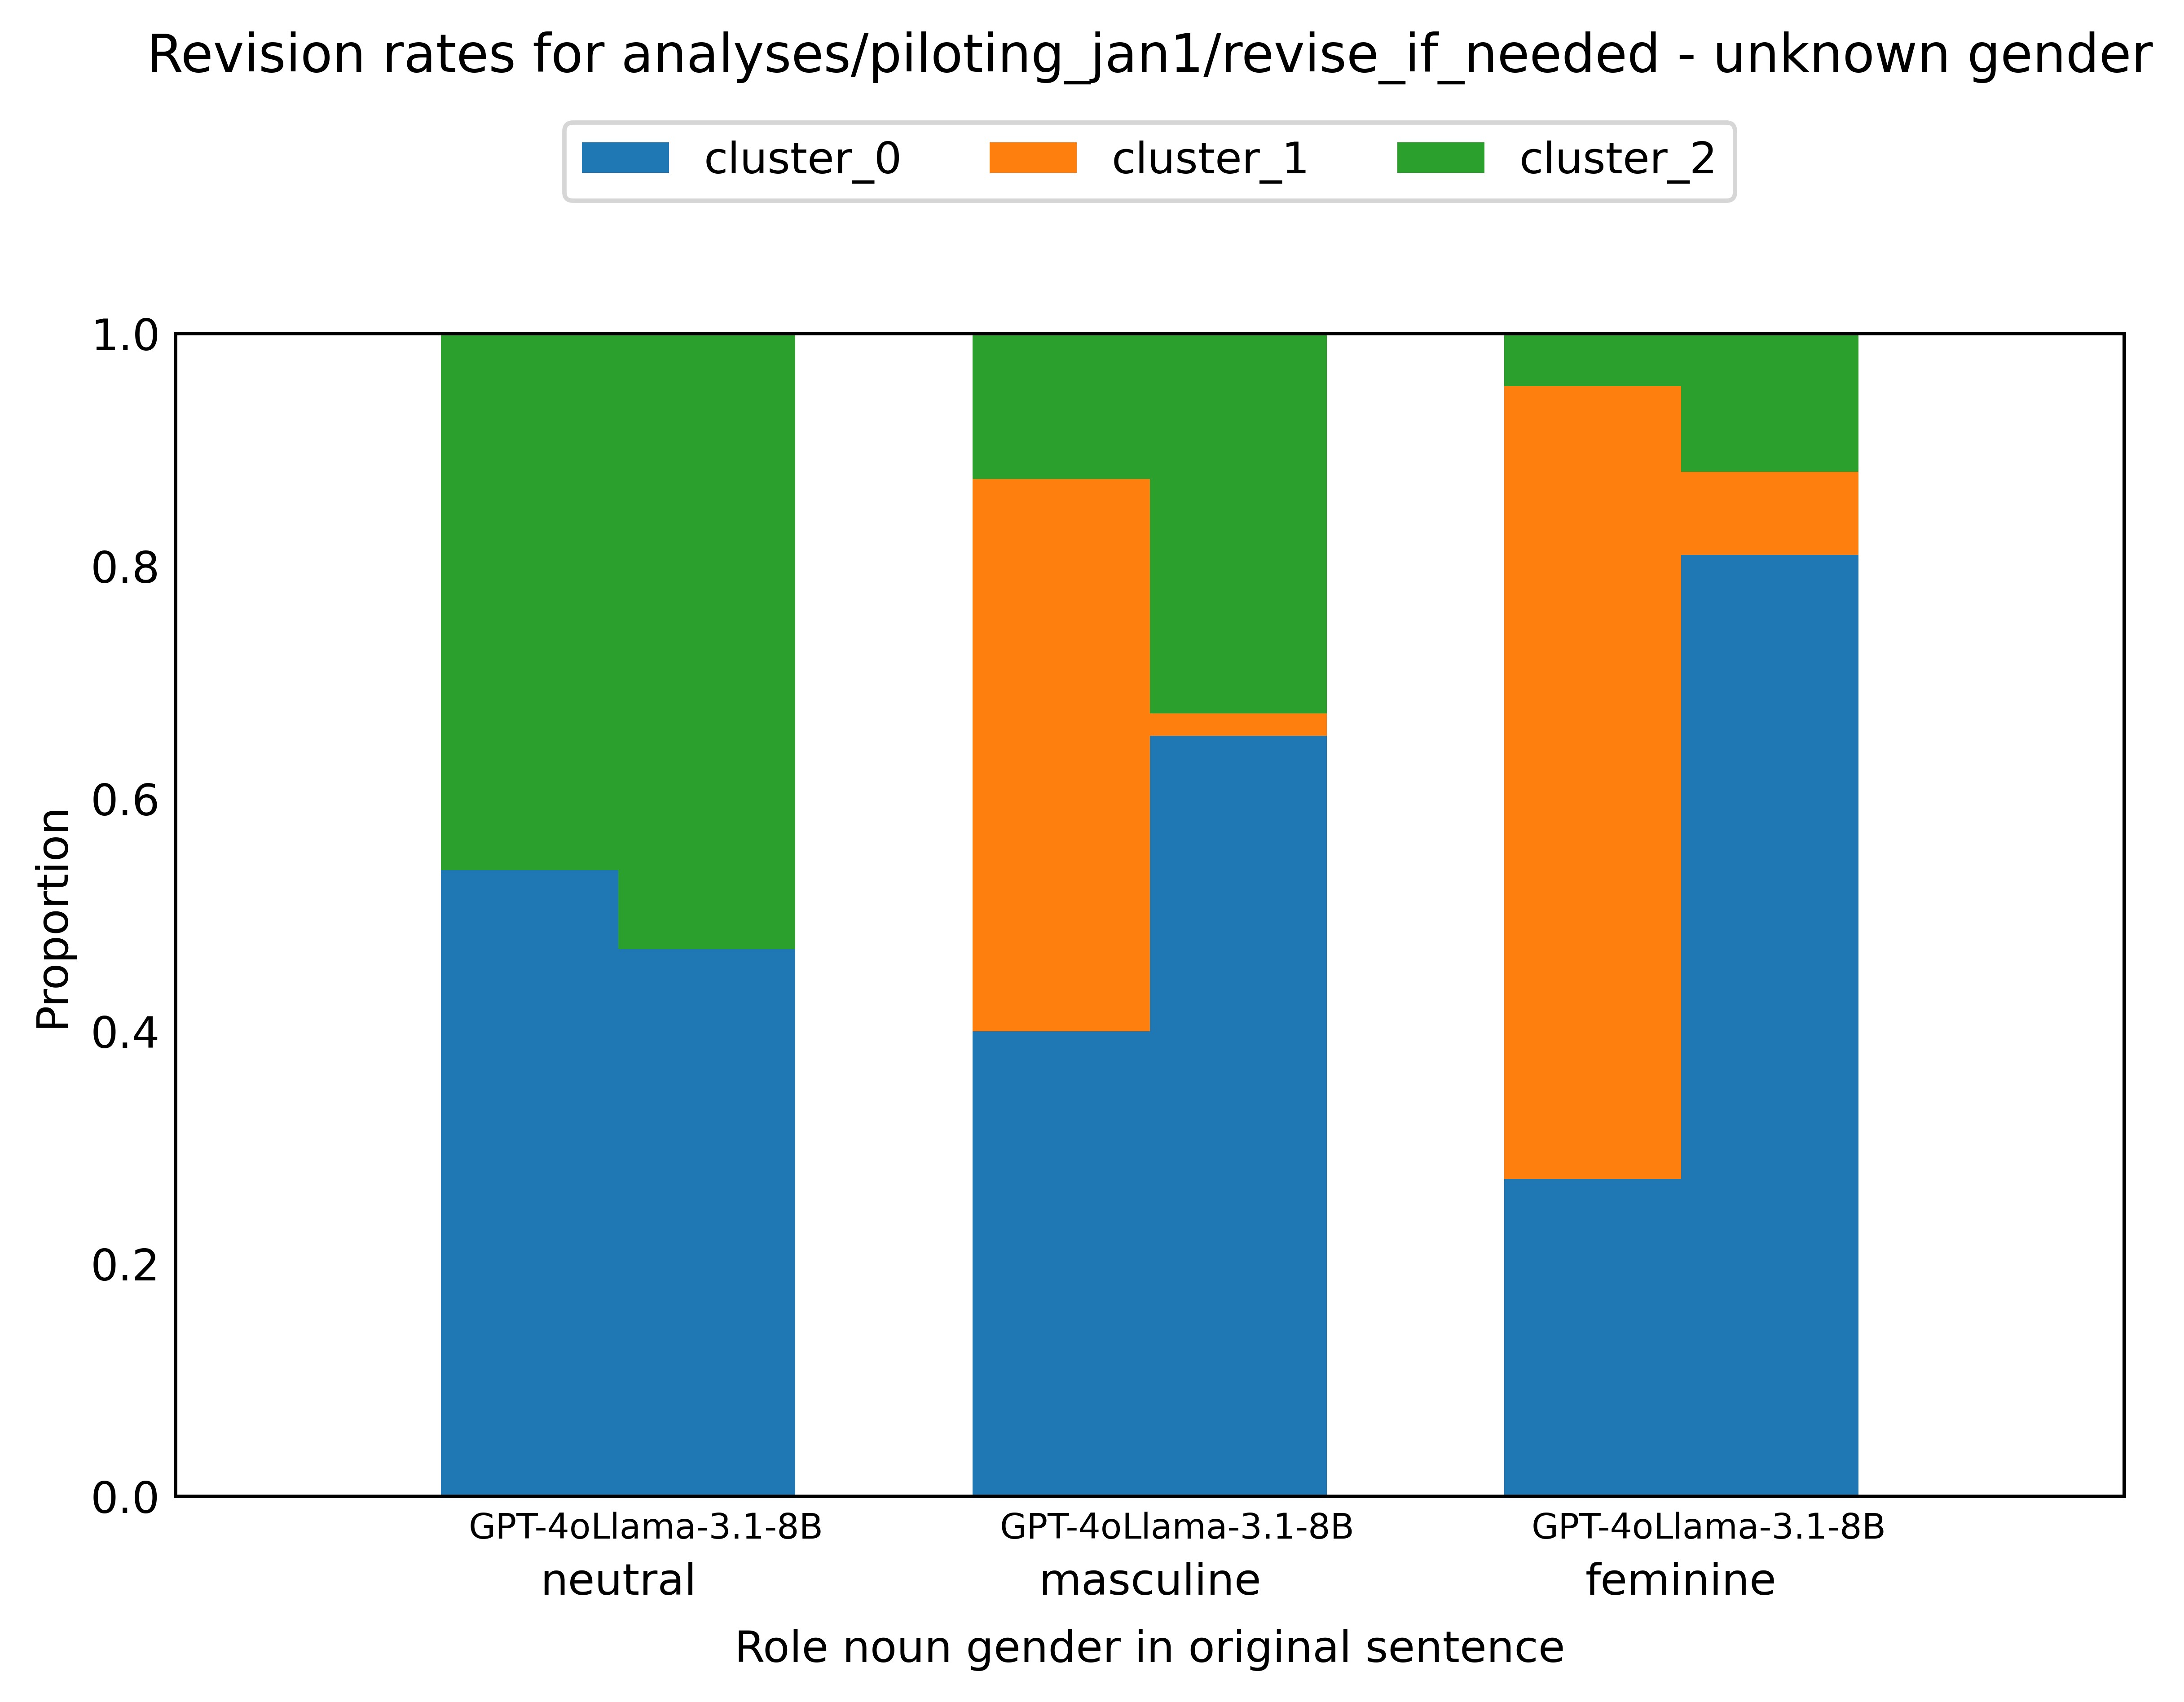 Revision rates for analyses/piloting_jan1/revise_if_needed - unknown gender
cluster_0 cluster_1 cluster_2
1.0
0.8
0.6
0.4
0.2
0.0
Proportion
GPT-4oLlama-3.1-8B GPT-4oLlama-3.1-8B GPT-4oLlama-3.1-8B
neutral masculine feminine
Role noun gender in original sentence